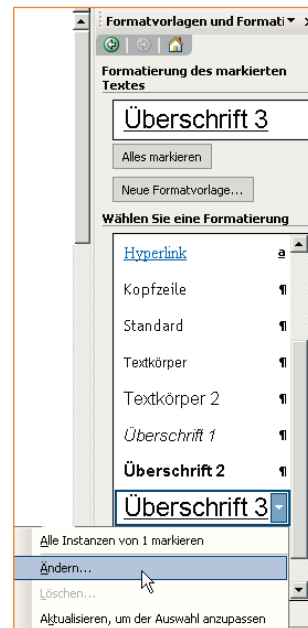 Formatvorlagen und Formati
Formatierung des markierten
Textes
Überschrift 3
Alles markieren
Neue Formatvorlage...
Wählen Sie eine Formatierung
Hyperlink a
Kopfzeile ¶
Standard ¶
Textkörper ¶
Textkörper 2 ¶
Überschrift 1 ¶
Überschrift 2 ¶
Überschrift 3
Alle Instanzen von 1 markieren
Ändern...
Löschen...
Aktualisieren, um der Auswahl anzupassen